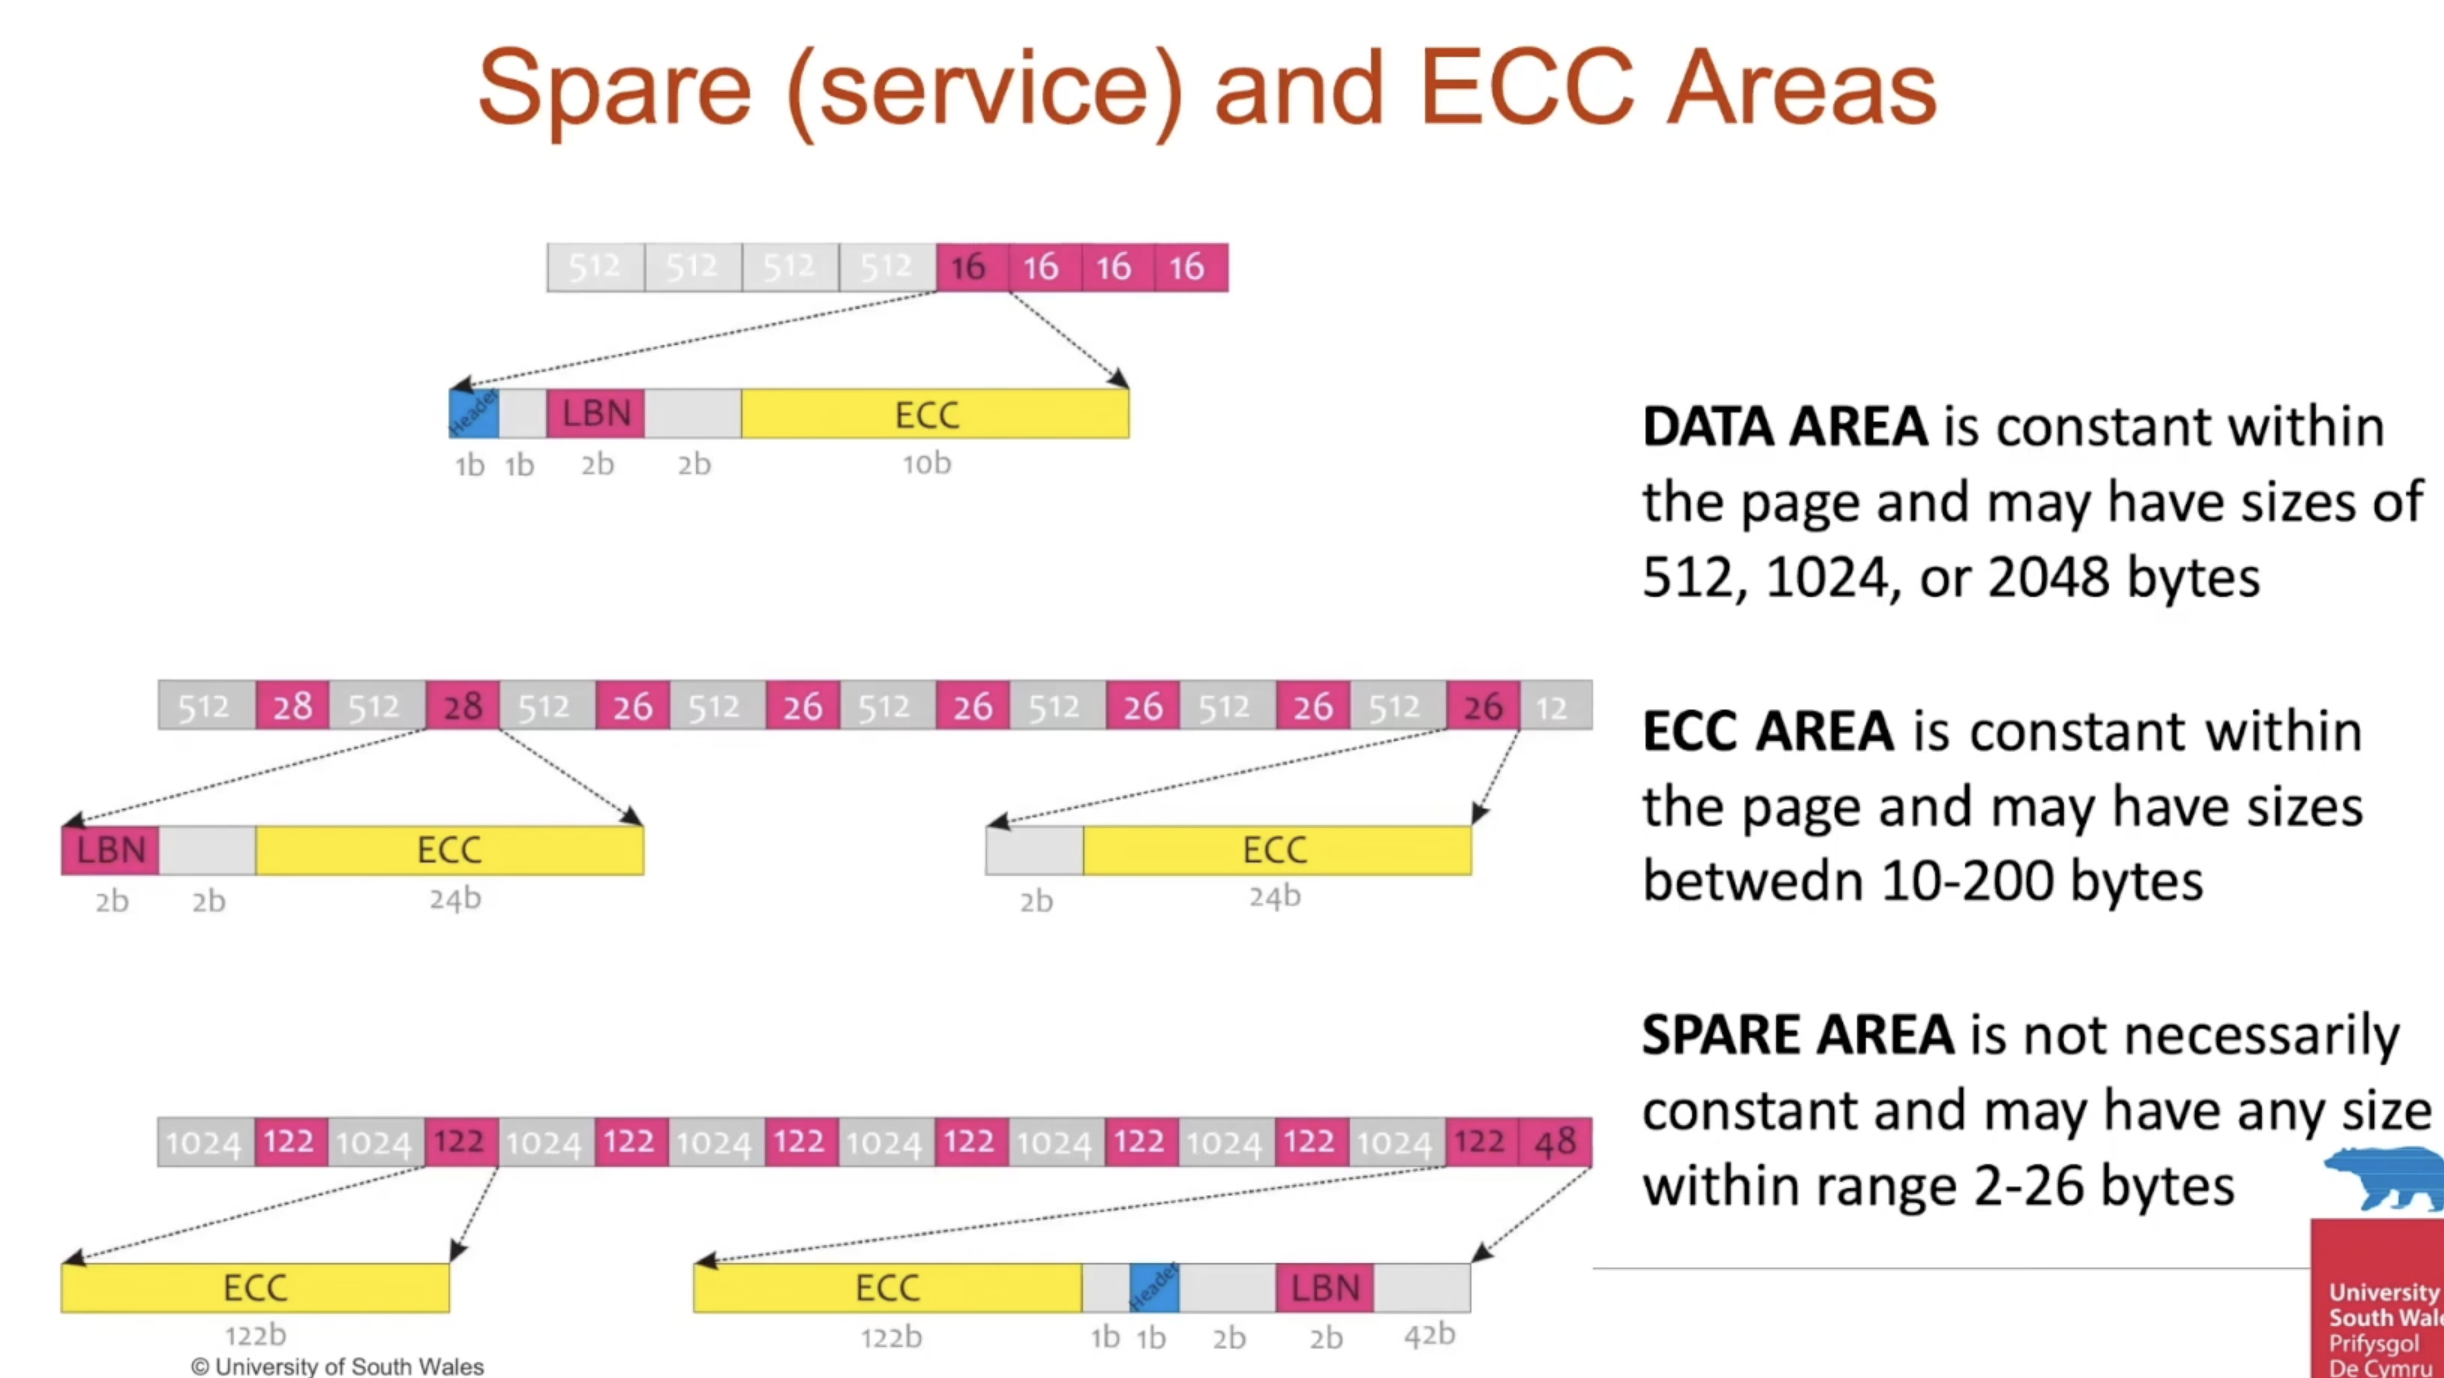 Spare (service) and ECC Areas
512 512 512 512 16 16 16 16
Header LBN ECC
1b 1b 2b 2b 10b
DATA AREA is constant within
the page and may have sizes of
512, 1024, or 2048 bytes
512 28 512 28 512 26 512 26 512 26 512 26 512 26 512 26 12
LBN ECC
2b 2b 24b
ECC
2b 24b
ECC AREA is constant within
the page and may have sizes
betwedn 10-200 bytes
1024 122 1024 122 1024 122 1024 122 1024 122 1024 122 1024 122 1024 122 48
ECC
122b
ECC Header LBN
122b 1b 1b 2b 2b 42b
SPARE AREA is not necessarily
constant and may have any size
within range 2-26 bytes
© University of South Wales
University
South Wale
Prifysgol
De Cymru